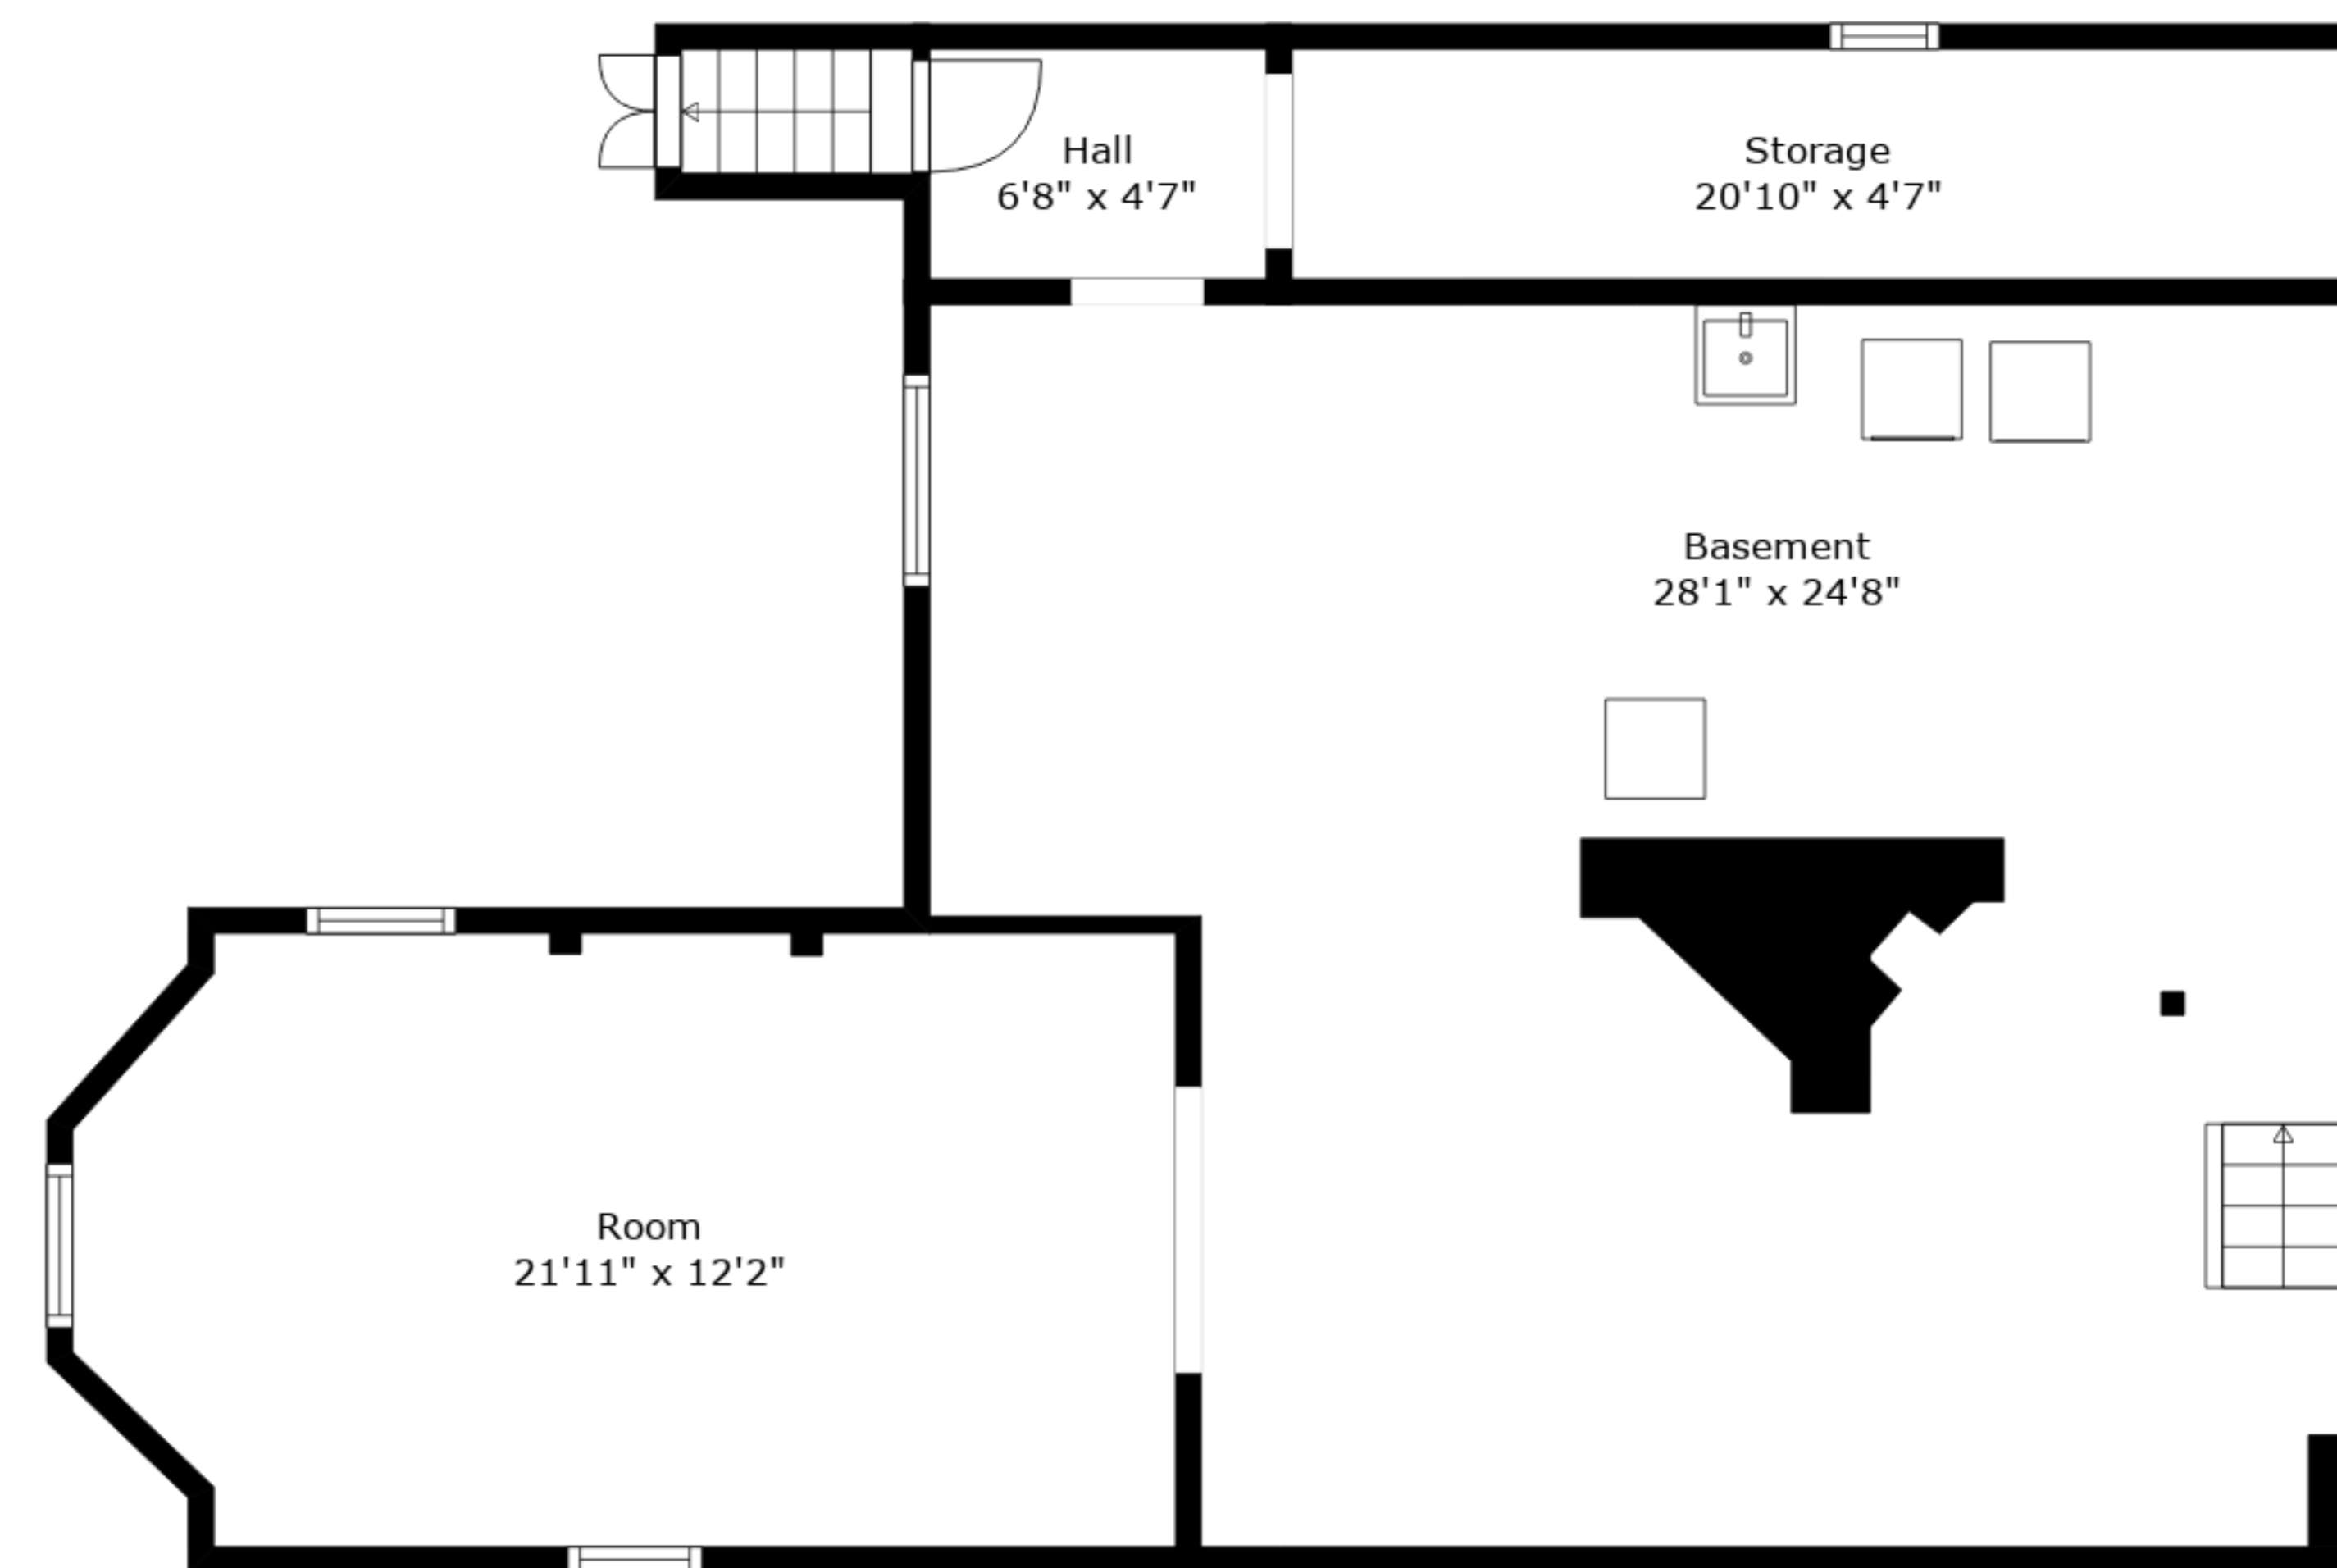 Hall
6'8" x 4'7"
Storage
20'10" x 4'7"
Basement
28'1" x 24'8"
Room
21'11" x 12'2"